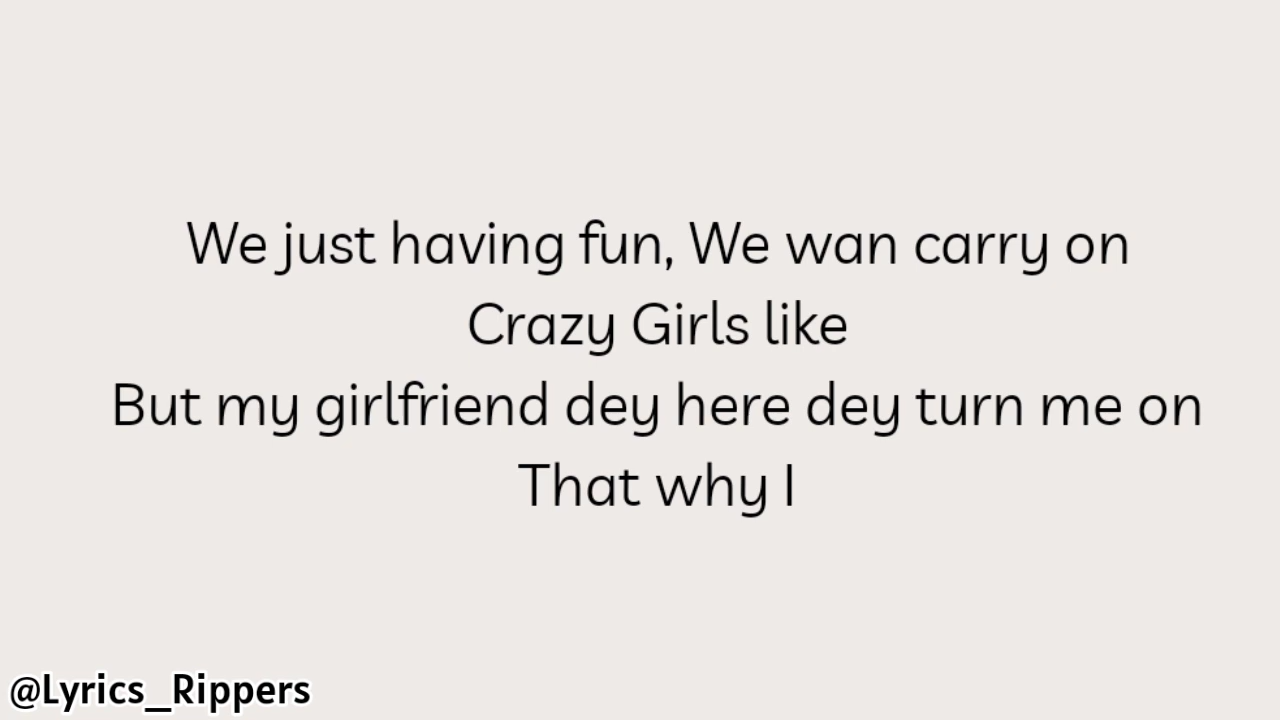 We just having fun, We wan carry on
Crazy Girls like
But my girlfriend dey here dey turn me on
That why I
@Lyrics_Rippers